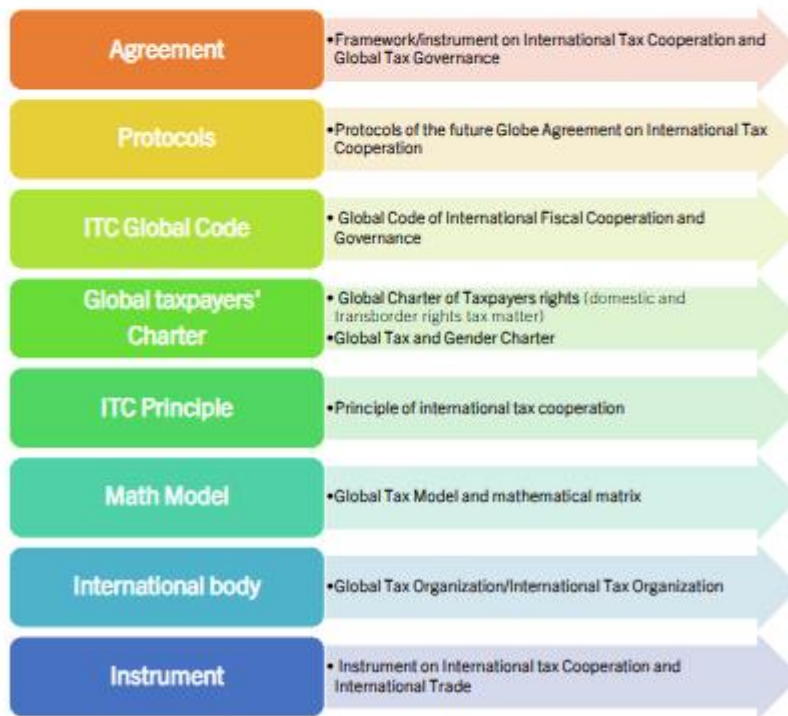 Agreement
•Framework/instrument on International Tax Cooperation and
Global Tax Governance
Protocols
•Protocols of the future Globe Agreement on International Tax
Cooperation
ITC Global Code
• Global Code of International Fiscal Cooperation and
Governance
Global taxpayers'
Charter
• Global Charter of Taxpayers rights (domestic and
transborder rights tax matter)
•Global Tax and Gender Charter
ITC Principle
•Principle of international tax cooperation
Math Model
•Global Tax Model and mathematical matrix
International body
•Global Tax Organization/International Tax Organization
Instrument
• Instrument on International tax Cooperation and
International Trade